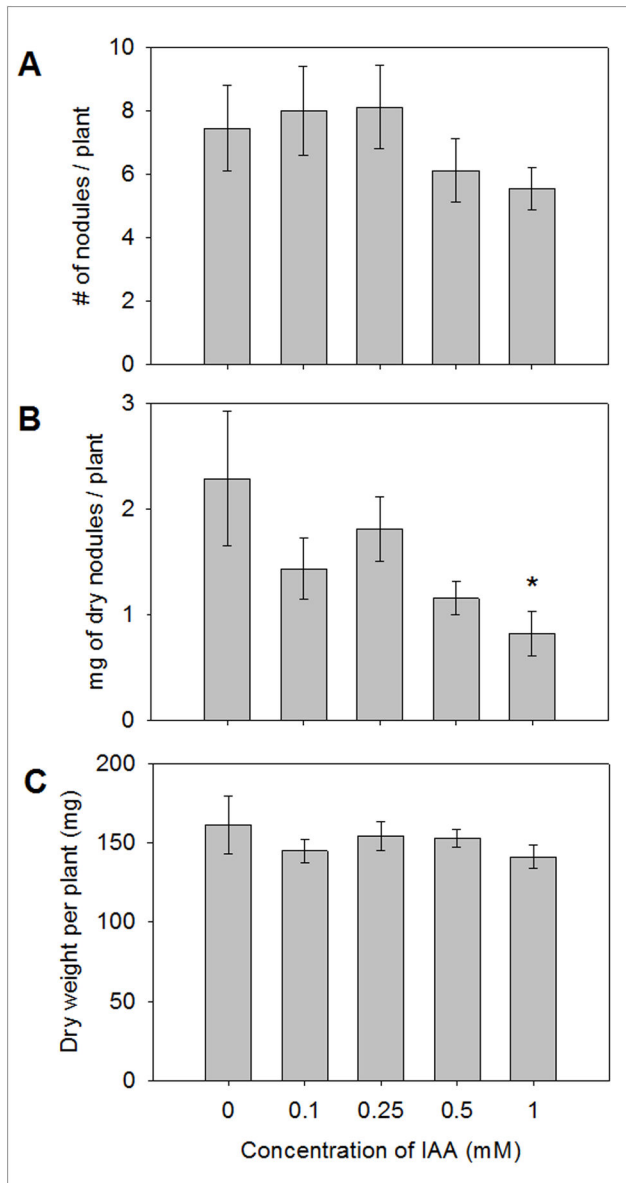 A
# of nodules / plant
10
8
6
4
2
0
B
mg of dry nodules / plant
3
2
1
0
*
C
Dry weight per plant (mg)
200
150
100
50
0
0 0.1 0.25 0.5 1
Concentration of IAA (mM)